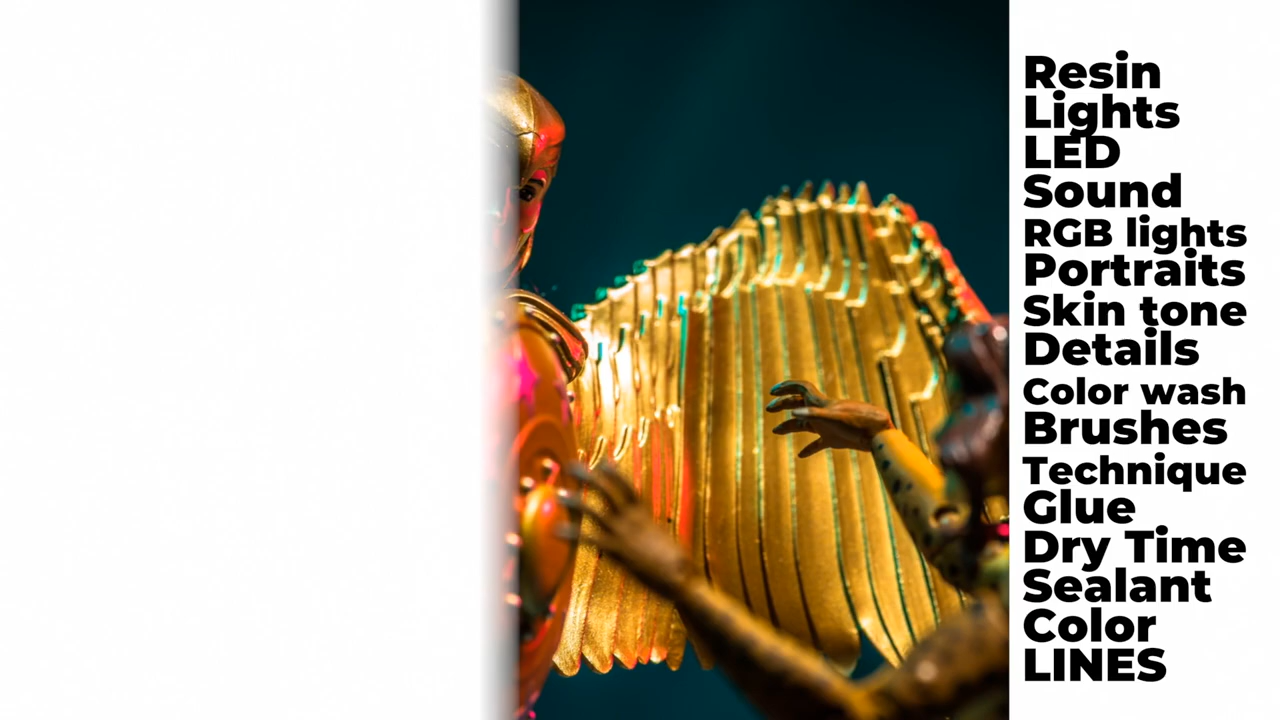 Resin
Lights
LED
Sound
RGB lights
Portraits
Skin tone
Details
Color wash
Brushes
Technique
Glue
Dry Time
Sealant
Color
LINES